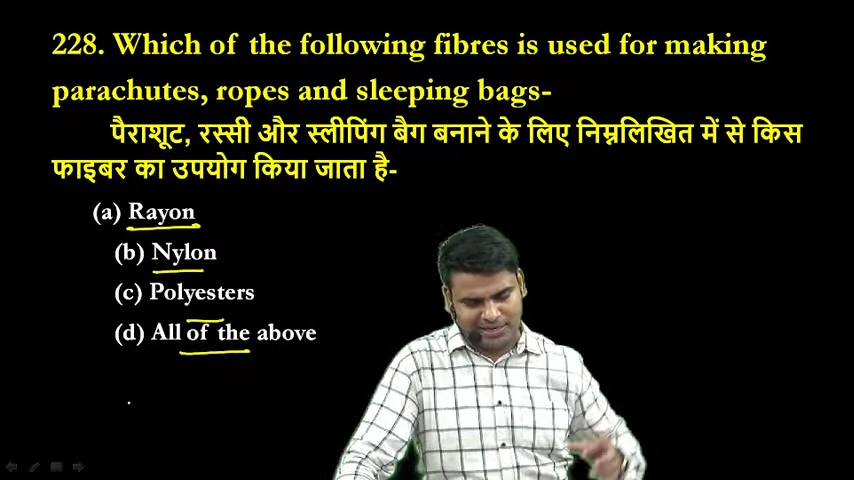 228. Which of the following fibres is used for making
parachutes, ropes and sleeping bags-
पैराशूट, रस्सी और स्लीपिंग बैग बनाने के लिए निम्नलिखित में से किस
फाइबर का उपयोग किया जाता है-
(a) Rayon
(b) Nylon
(c) Polyesters
(d) All of the above